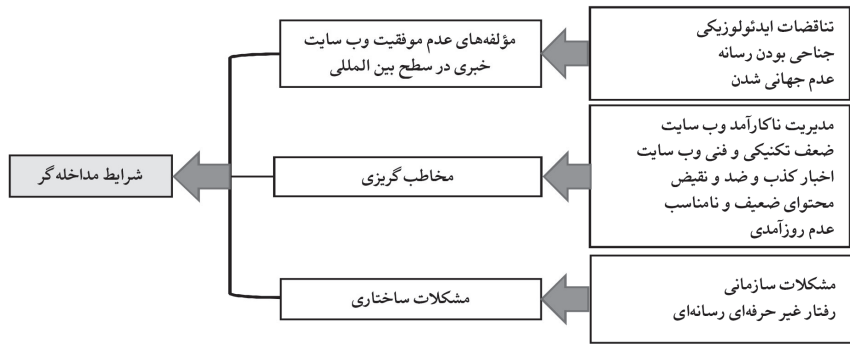 تناقضات ایدئولوزیکی
جناحی بودن رسانه
عدم جهانی شدن
مؤلفه‌های عدم موفقیت وب سایت
خبری در سطح بین المللی
مدیریت ناکارآمد وب سایت
ضعف تکنیکی و فنی وب سایت
اخبار کذب و ضد و نقیض
محتوای ضعیف و نامناسب
عدم روزآمدی
مخاطب گریزی
شرایط مداخله‌گر
مشکلات سازمانی
رفتار غیر حرفه‌ای رسانه‌ای
مشکلات ساختاری